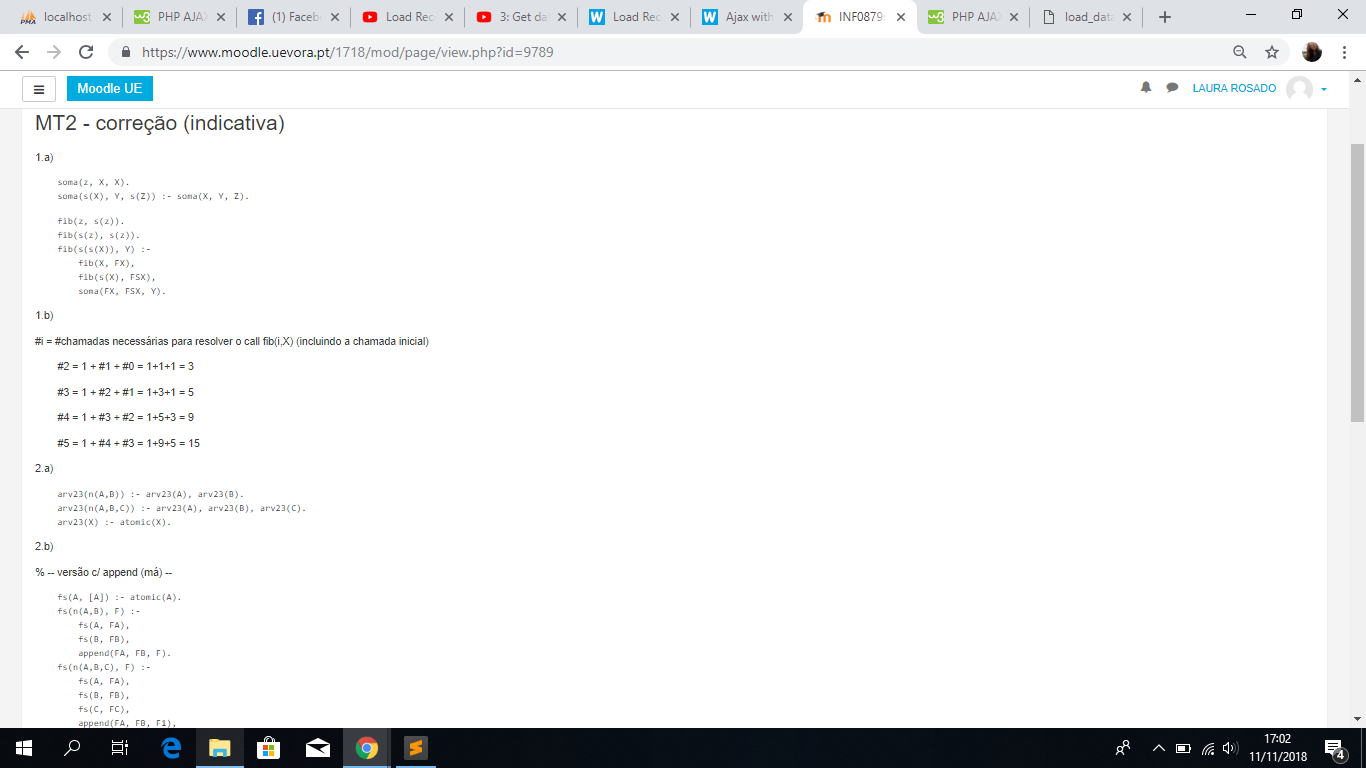 localhost
PHP AJAX
(1) Faceb
Load Rec
3: Get da
Load Rec
Ajax with
INF0879
PHP AJAX
load_data
https://www.moodle.uevora.pt/1718/mod/page/view.php?id=9789
Moodle UE
LAURA ROSADO
MT2 - correção (indicativa)
1.a)
soma(z, X, X).
soma(s(X), Y, s(Z)) :- soma(X, Y, Z).
fib(z, s(z)).
fib(s(z), s(z)).
fib(s(s(X)), Y) :-
fib(X, FX),
fib(s(X), FSX),
soma(FX, FSX, Y).
1.b)
#i = #chamadas necessárias para resolver o call fib(i,X) (incluindo a chamada inicial)
#2 = 1 + #1 + #0 = 1+1+1 = 3
#3 = 1 + #2 + #1 = 1+3+1 = 5
#4 = 1 + #3 + #2 = 1+5+3 = 9
#5 = 1 + #4 + #3 = 1+9+5 = 15
2.a)
arv23(n(A,B)) :- arv23(A), arv23(B).
arv23(n(A,B,C)) :- arv23(A), arv23(B), arv23(C).
arv23(X) :- atomic(X).
2.b)
% -- versão c/ append (má) --
fs(A, [A]) :- atomic(A).
fs(n(A,B), F) :-
fs(A, FA),
fs(B, FB),
append(FA, FB, F).
fs(n(A,B,C), F) :-
fs(A, FA),
fs(B, FB),
fs(C, FC),
append(FA, FB, F1),
17:02
11/11/2018
4